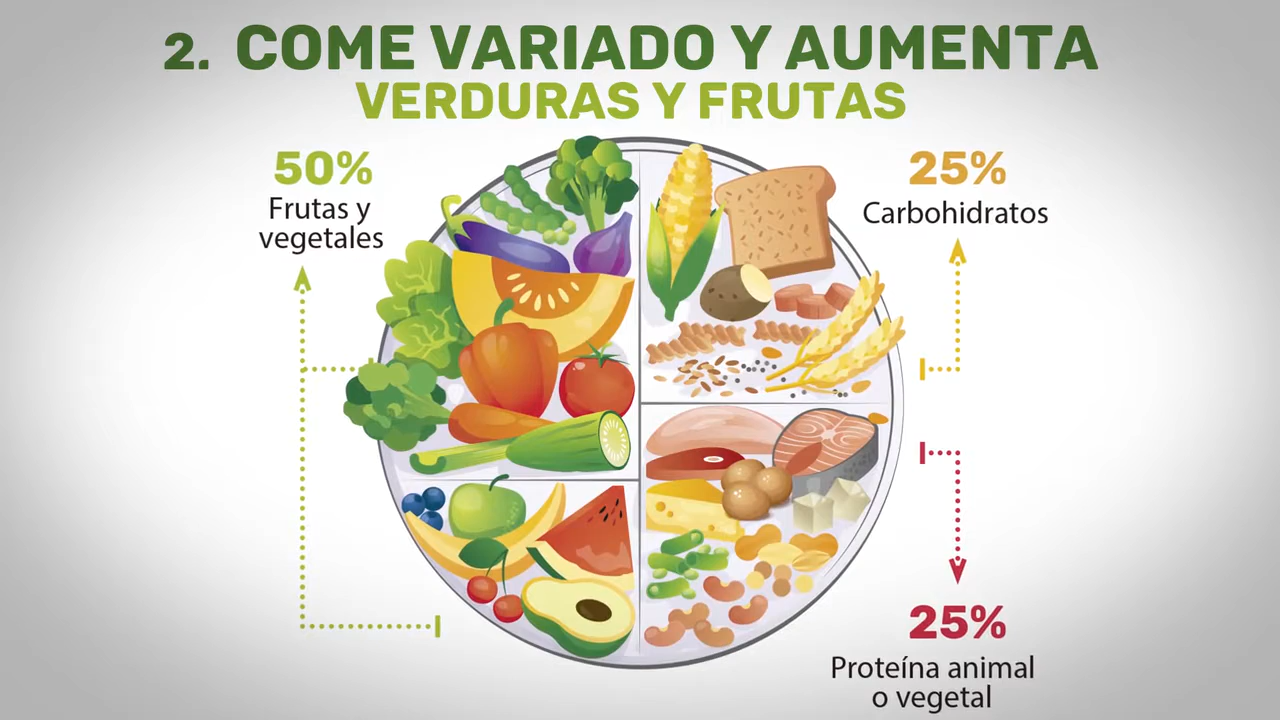 2. COME VARIADO Y AUMENTA
VERDURAS Y FRUTAS
50%
Frutas y
vegetales
25%
Carbohidratos
25%
Proteína animal
o vegetal